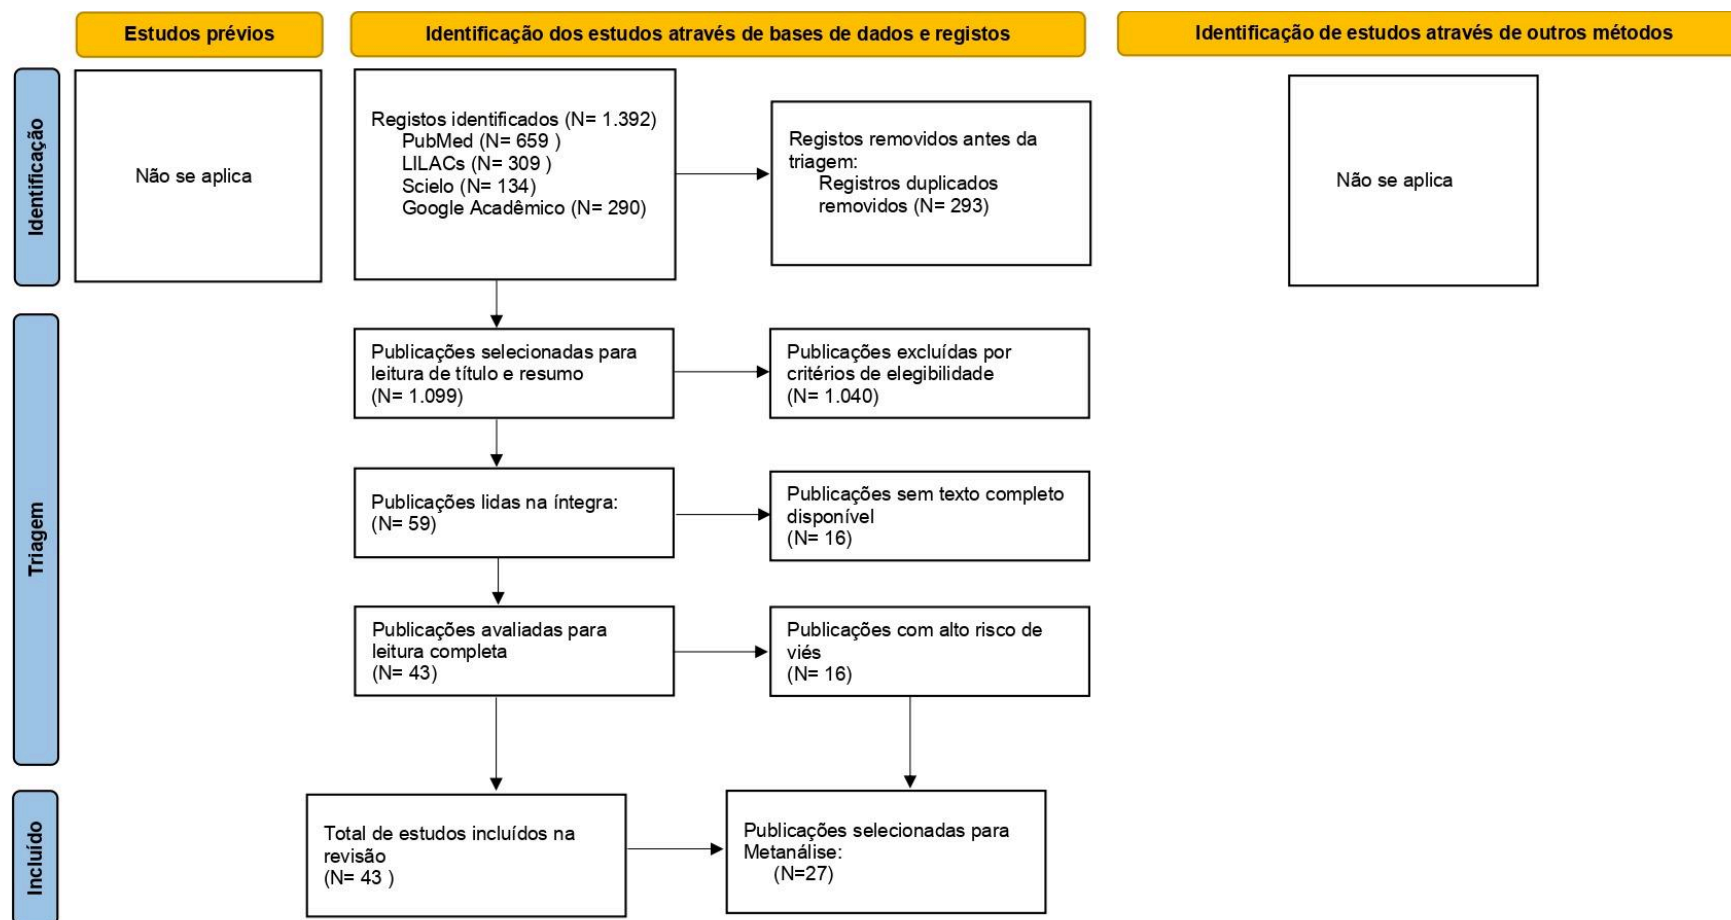 Estudos prévios
Identificação dos estudos através de bases de dados e registos
Identificação de estudos através de outros métodos
Identificação
Não se aplica
Registos identificados (N= 1.392)
PubMed (N= 659 )
LILACs (N= 309 )
Scielo (N= 134)
Google Acadêmico (N= 290)
Registos removidos antes da
triagem:
Registros duplicados
removidos (N= 293)
Não se aplica
Triagem
Publicações selecionadas para
leitura de título e resumo
(N= 1.099)
Publicações excluídas por
critérios de elegibilidade
(N= 1.040)
Publicações lidas na íntegra:
(N= 59)
Publicações sem texto completo
disponível
(N= 16)
Publicações avaliadas para
leitura completa
(N= 43)
Publicações com alto risco de
viés
(N= 16)
Incluído
Total de estudos incluídos na
revisão
(N= 43 )
Publicações selecionadas para
Metanálise:
(N=27)